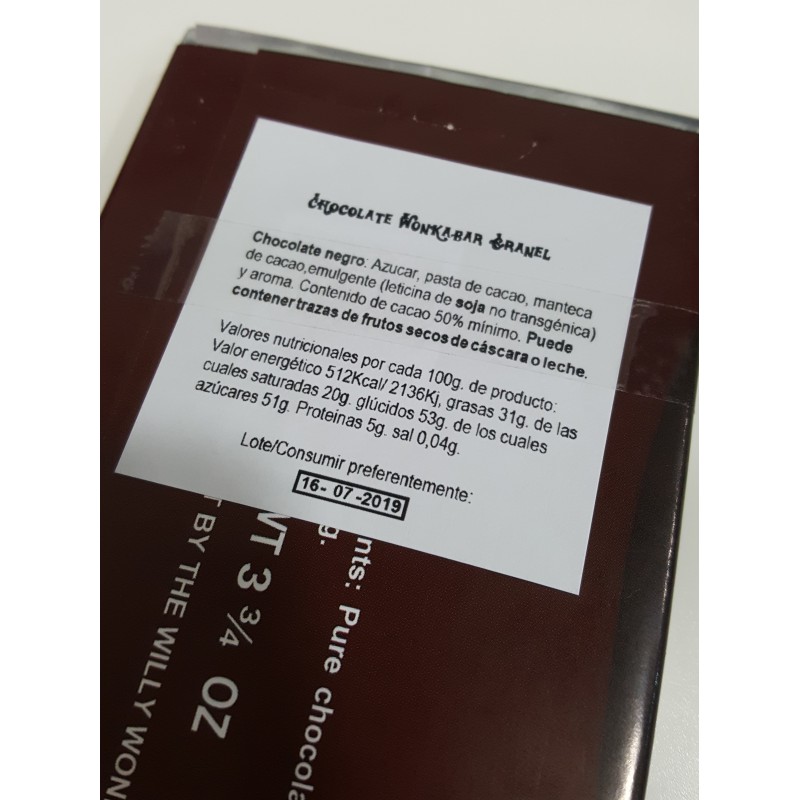 CHOCOLATE WONKABAR GRANEL
Chocolate negro: Azucar, pasta de cacao, manteca
de cacao,emulgente (leticina de soja no transgénica)
y aroma. Contenido de cacao 50% mínimo. Puede
contener trazas de frutos secos de cáscara o leche.
Valores nutricionales por cada 100g. de producto:
Valor energético 512Kcal/ 2136Kj, grasas 31g. de las
cuales saturadas 20g. glúcidos 53g. de los cuales
azúcares 51g. Proteinas 5g. sal 0,04g.
Lote/Consumir preferentemente:
16- 07 -2019
g.
nts: Pure chocola
WT 3 3/4 OZ
T BY THE WILLY WON